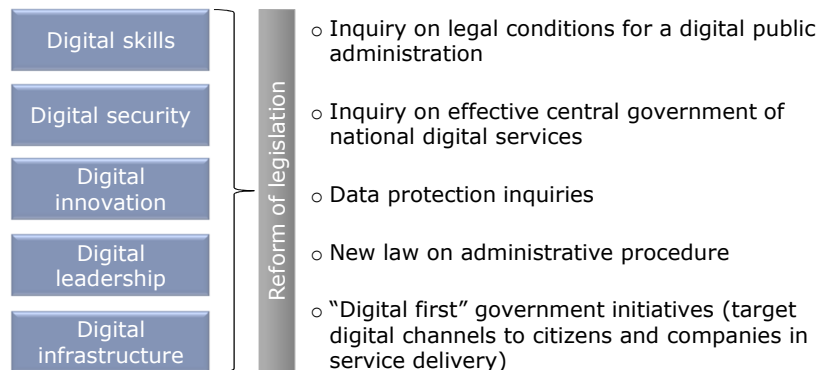 Digital skills
Digital security
Digital
innovation
Digital
leadership
Digital
infrastructure
Reform of legislation
o Inquiry on legal conditions for a digital public
administration
o Inquiry on effective central government of
national digital services
o Data protection inquiries
o New law on administrative procedure
o “Digital first” government initiatives (target
digital channels to citizens and companies in
service delivery)